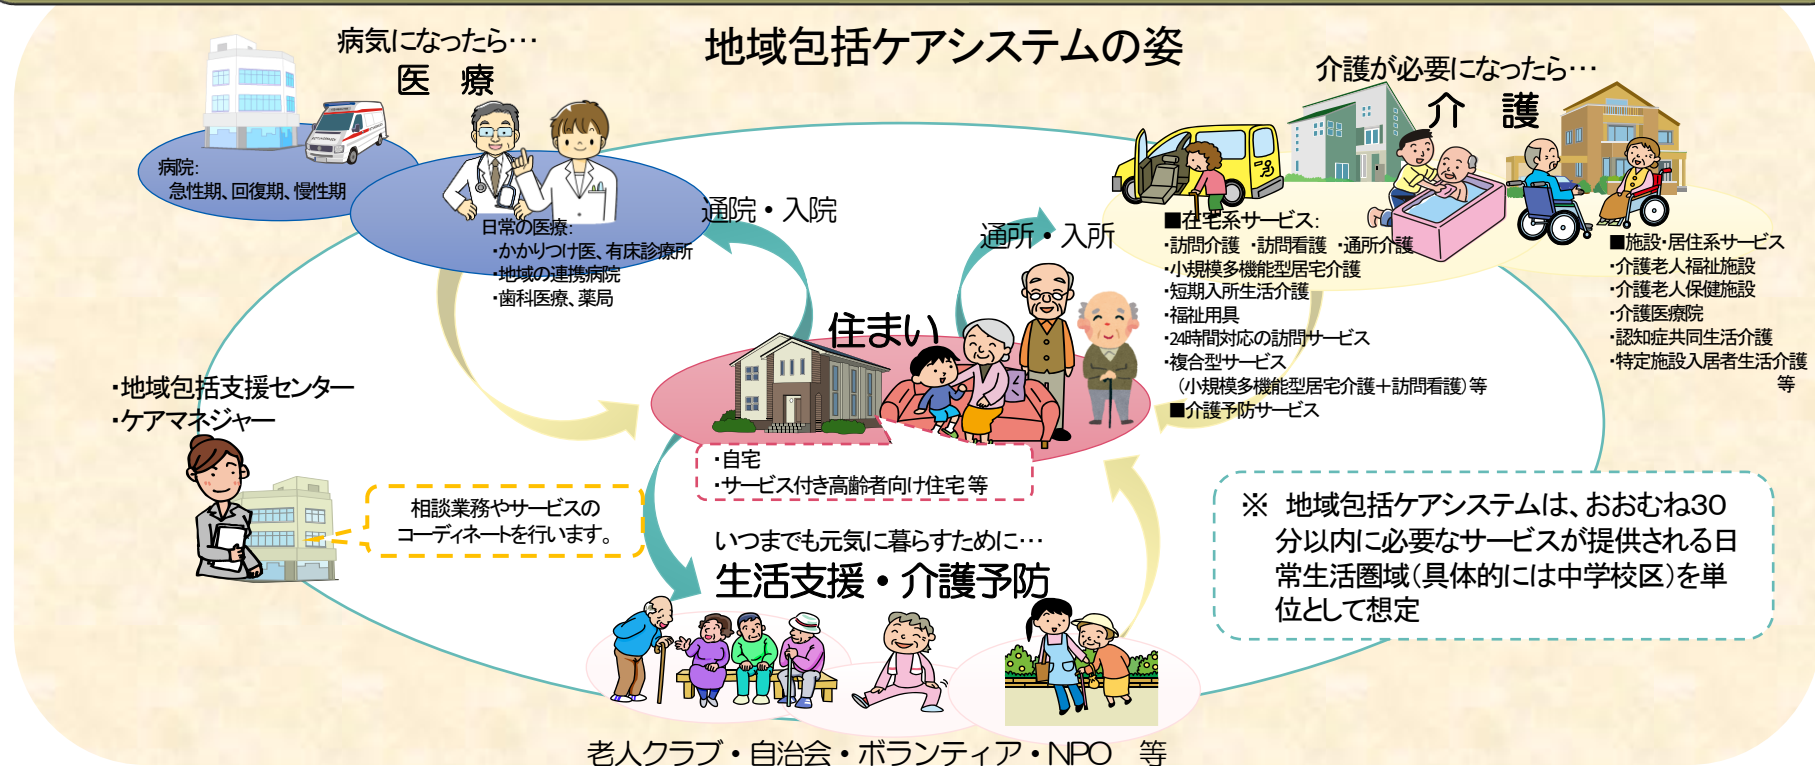 地域包括ケアシステムの姿
病気になったら…
医 療
病院:
急性期、回復期、慢性期
日常の医療:
・かかりつけ医、有床診療所
・地域の連携病院
・歯科医療、薬局
通院・入院
通所・入所
介護が必要になったら…
介 護
■在宅系サービス:
・訪問介護 ・訪問看護 ・通所介護
・小規模多機能型居宅介護
・短期入所生活介護
・福祉用具
・24時間対応の訪問サービス
・複合型サービス
（小規模多機能型居宅介護＋訪問看護）等
■介護予防サービス
■施設・居住系サービス
・介護老人福祉施設
・介護老人保健施設
・介護医療院
・認知症共同生活介護
・特定施設入居者生活介護
等
住まい
・自宅
・サービス付き高齢者向け住宅 等
・地域包括支援センター
・ケアマネジャー
相談業務やサービスの
コーディネートを行います。
いつまでも元気に暮らすために…
生活支援・介護予防
老人クラブ・自治会・ボランティア・NPO 等
※ 地域包括ケアシステムは、おおむね30
分以内に必要なサービスが提供される日
常生活圏域（具体的には中学校区）を単
位として想定